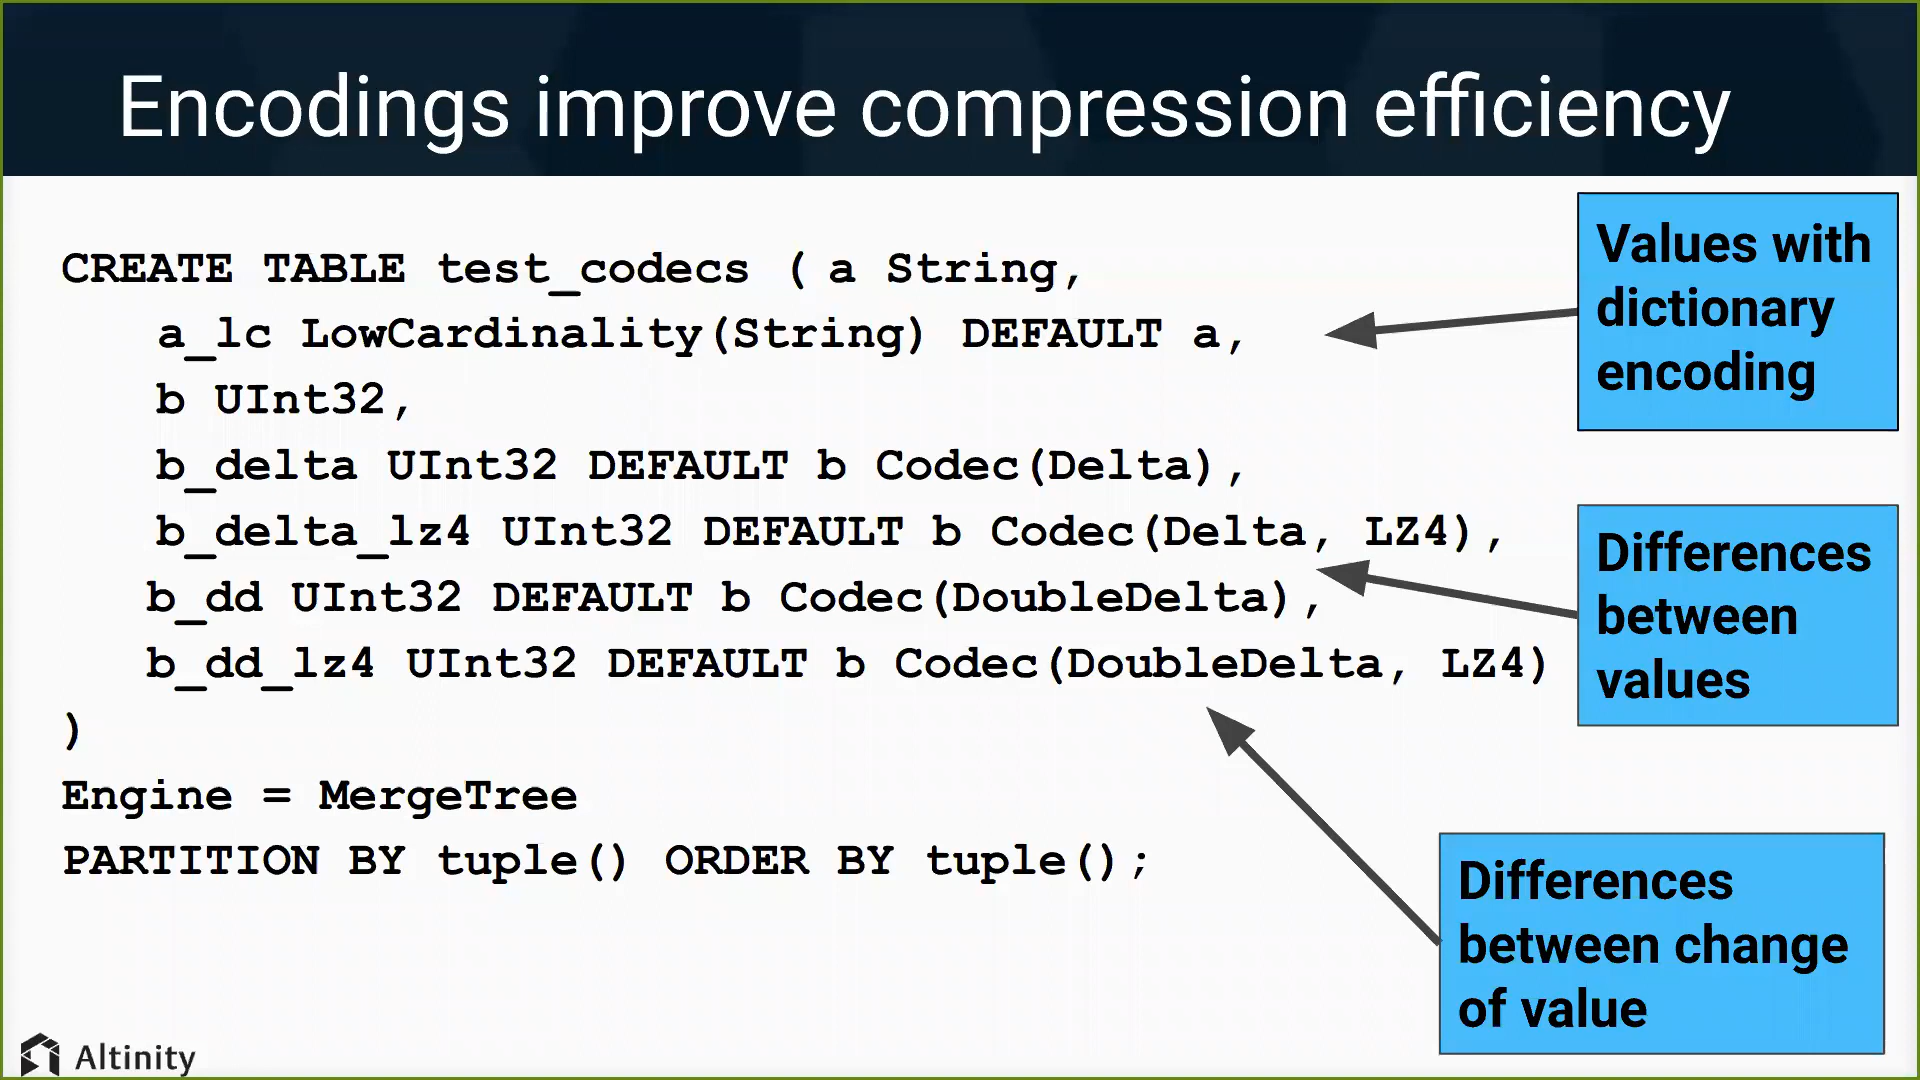 Encodings improve compression efficiency
CREATE TABLE test_codecs ( a String,
a_lc LowCardinality(String) DEFAULT a,
b UInt32,
b_delta UInt32 DEFAULT b Codec(Delta),
b_delta_lz4 UInt32 DEFAULT b Codec(Delta, LZ4),
b_dd UInt32 DEFAULT b Codec(DoubleDelta),
b_dd_lz4 UInt32 DEFAULT b Codec(DoubleDelta, LZ4)
)
Engine = MergeTree
PARTITION BY tuple() ORDER BY tuple();
Values with
dictionary
encoding
Differences
between
values
Differences
between change
of value
Altinity